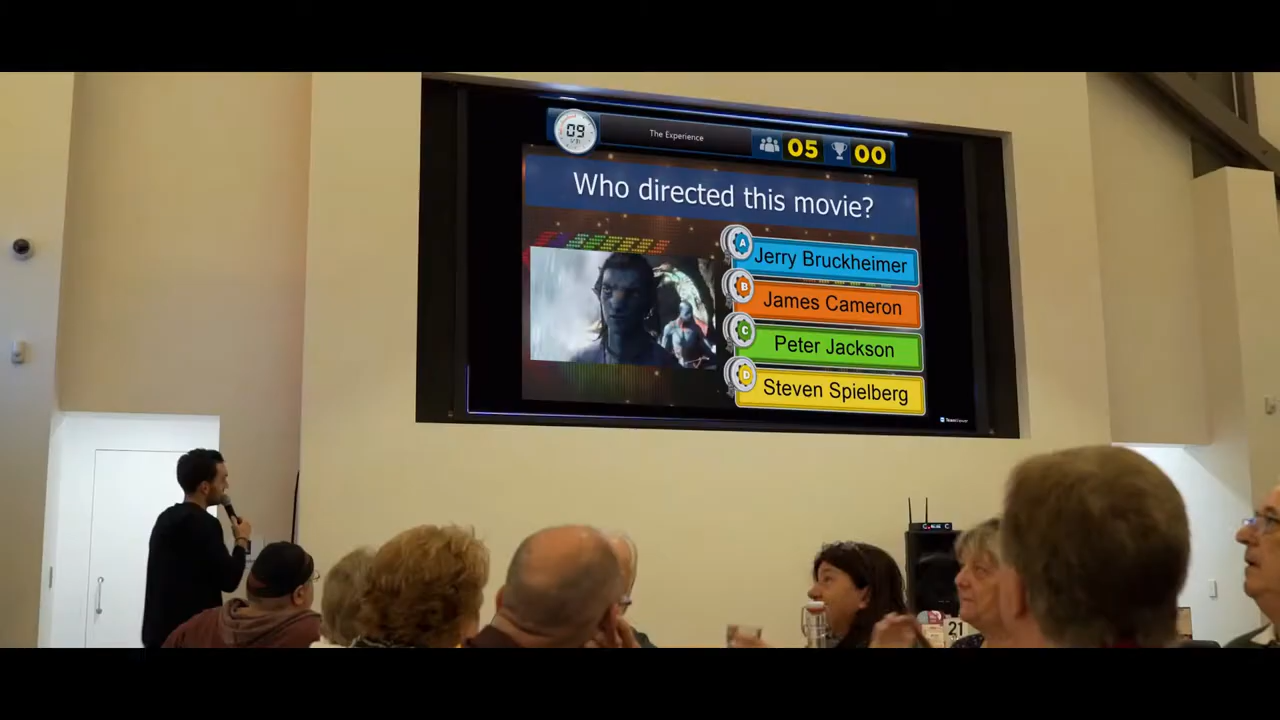 09
The Experience
05
00
Who directed this movie?
A
Jerry Bruckheimer
B
James Cameron
C
Peter Jackson
D
Steven Spielberg
21